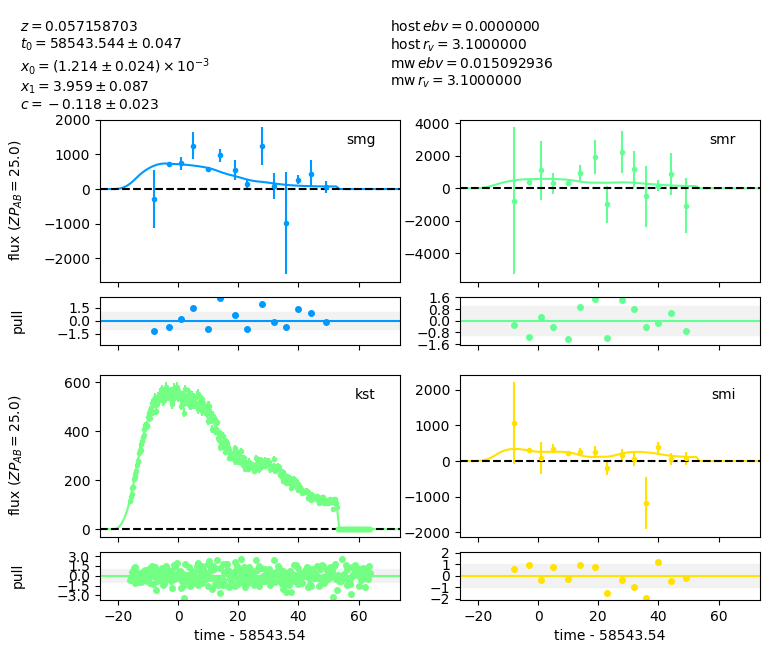 z = 0.057158703
t₀ = 58543.544 ± 0.047
x₀ = (1.214 ± 0.024) × 10⁻³
x₁ = 3.959 ± 0.087
c = −0.118 ± 0.023
host ebv = 0.0000000
host r_v = 3.1000000
mw ebv = 0.015092936
mw r_v = 3.1000000
smg
flux (ZP_AB = 25.0)
2000
1000
0
−1000
−2000
smr
4000
2000
0
−2000
−4000
pull
1.5
0.0
−1.5
1.6
0.8
0.0
−0.8
−1.6
kst
flux (ZP_AB = 25.0)
600
400
200
0
smi
2000
1000
0
−1000
−2000
pull
3.0
1.5
0.0
−1.5
−3.0
2
1
0
−1
−2
−20 0 20 40 60
time - 58543.54
−20 0 20 40 60
time - 58543.54